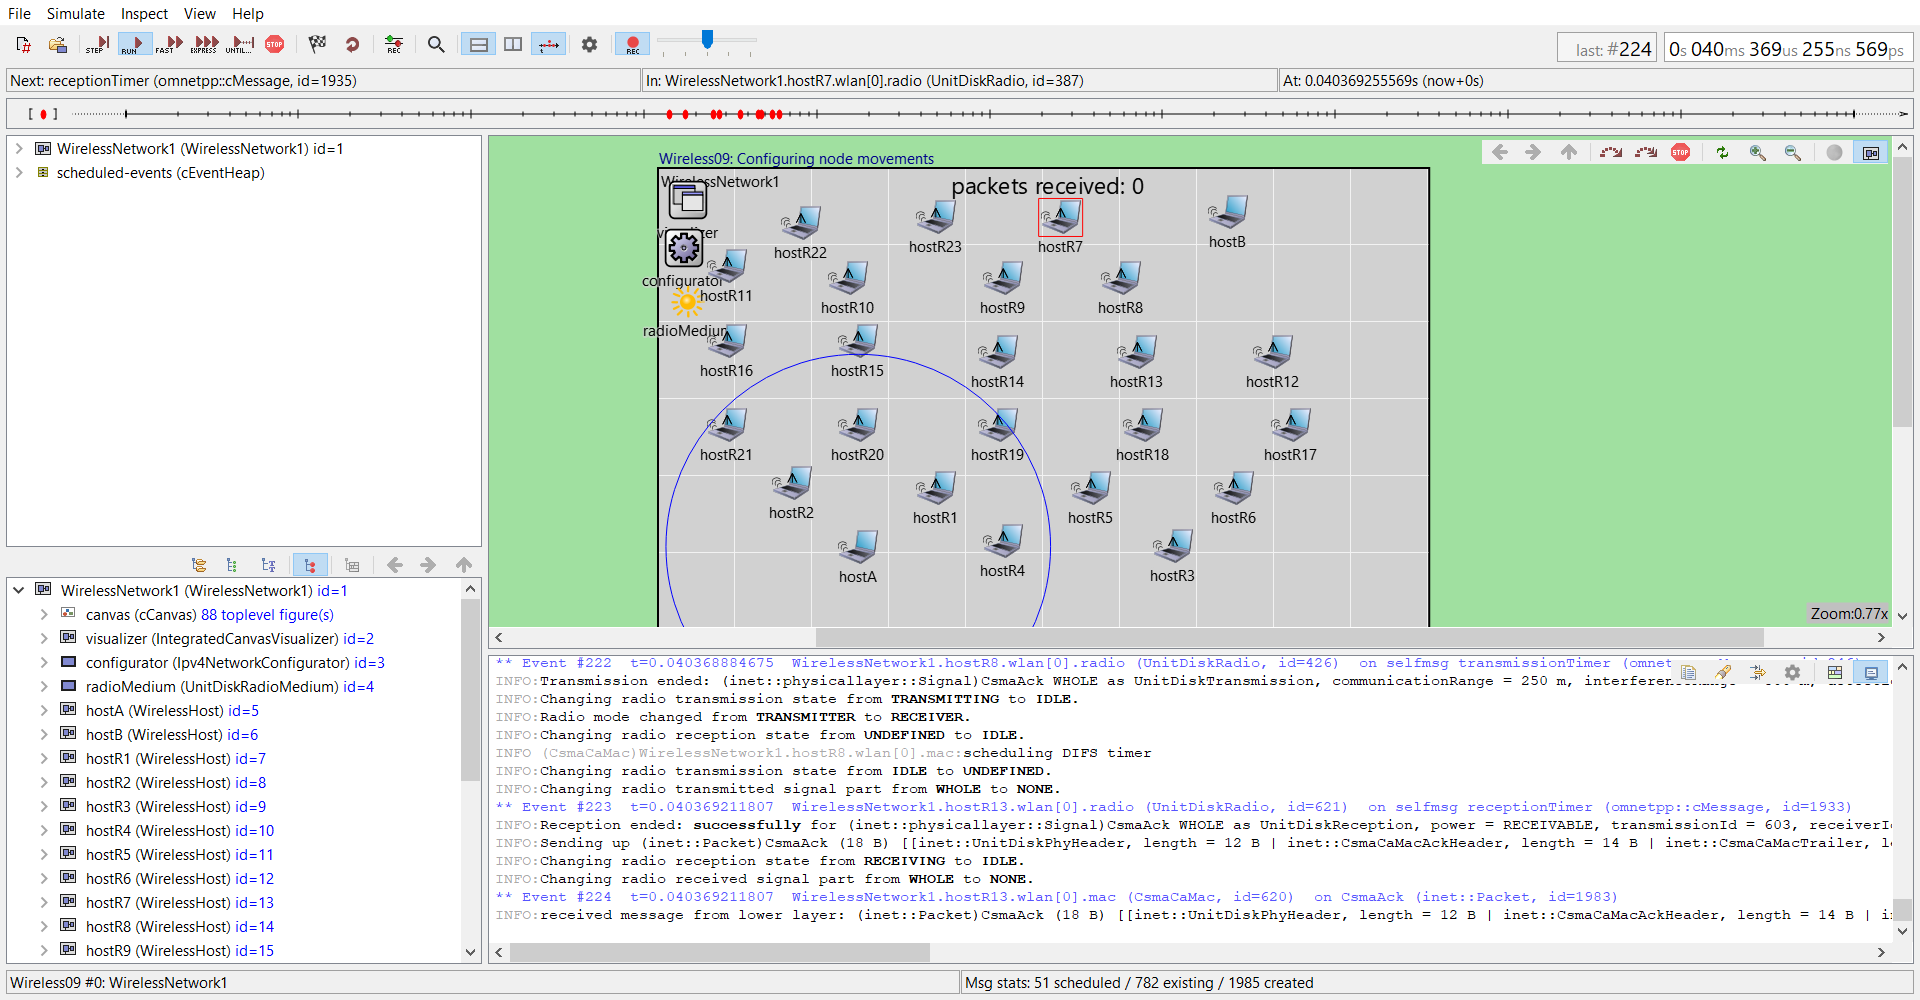 File Simulate Inspect View Help
STEP RUN FAST EXPRESS UNTIL... STOP REC REC
last: #224 0s 040ms 369us 255ns 569ps
Next: receptionTimer (omnetpp::cMessage, id=1935) In: WirelessNetwork1.hostR7.wlan[0].radio (UnitDiskRadio, id=387) At: 0.040369255569s (now+0s)
WirelessNetwork1 (WirelessNetwork1) id=1
scheduled-events (cEventHeap)
WirelessNetwork1 (WirelessNetwork1) id=1
canvas (cCanvas) 88 toplevel figure(s)
visualizer (IntegratedCanvasVisualizer) id=2
configurator (Ipv4NetworkConfigurator) id=3
radioMedium (UnitDiskRadioMedium) id=4
hostA (WirelessHost) id=5
hostB (WirelessHost) id=6
hostR1 (WirelessHost) id=7
hostR2 (WirelessHost) id=8
hostR3 (WirelessHost) id=9
hostR4 (WirelessHost) id=10
hostR5 (WirelessHost) id=11
hostR6 (WirelessHost) id=12
hostR7 (WirelessHost) id=13
hostR8 (WirelessHost) id=14
hostR9 (WirelessHost) id=15
Wireless09: Configuring node movements
STOP
WirelessNetwork1
packets received: 0
visualizer
hostR22 hostR23 hostR7 hostB
configurator
hostR11 hostR10 hostR9 hostR8
radioMedium
hostR16 hostR15 hostR14 hostR13 hostR12
hostR21 hostR20 hostR19 hostR18 hostR17
hostR2 hostR1 hostR5 hostR6
hostA hostR4 hostR3
Zoom:0.77x
** Event #222 t=0.040368884675 WirelessNetwork1.hostR8.wlan[0].radio (UnitDiskRadio, id=426) on selfmsg transmissionTimer
INFO:Transmission ended: (inet::physicallayer::Signal)CsmaAck WHOLE as UnitDiskTransmission, communicationRange = 250 m,
INFO:Changing radio transmission state from TRANSMITTING to IDLE.
INFO:Radio mode changed from TRANSMITTER to RECEIVER.
INFO:Changing radio reception state from UNDEFINED to IDLE.
INFO (CsmaCaMac)WirelessNetwork1.hostR8.wlan[0].mac:scheduling DIFS timer
INFO:Changing radio transmission state from IDLE to UNDEFINED.
INFO:Changing radio transmitted signal part from WHOLE to NONE.
** Event #223 t=0.040369211807 WirelessNetwork1.hostR13.wlan[0].radio (UnitDiskRadio, id=621) on selfmsg receptionTimer (omnetpp::cMessage, id=1933)
INFO:Reception ended: successfully for (inet::physicallayer::Signal)CsmaAck WHOLE as UnitDiskReception, power = RECEIVABLE, transmissionId = 603,
INFO:Sending up (inet::Packet)CsmaAck (18 B) [[inet::UnitDiskPhyHeader, length = 12 B | inet::CsmaCaMacAckHeader, length = 14 B | inet::CsmaCaMacTrailer,
INFO:Changing radio reception state from RECEIVING to IDLE.
INFO:Changing radio received signal part from WHOLE to NONE.
** Event #224 t=0.040369211807 WirelessNetwork1.hostR13.wlan[0].mac (CsmaCaMac, id=620) on CsmaAck (inet::Packet, id=1983)
INFO:received message from lower layer: (inet::Packet)CsmaAck (18 B) [[inet::UnitDiskPhyHeader, length = 12 B | inet::CsmaCaMacAckHeader, length = 14 B |
Wireless09 #0: WirelessNetwork1 Msg stats: 51 scheduled / 782 existing / 1985 created